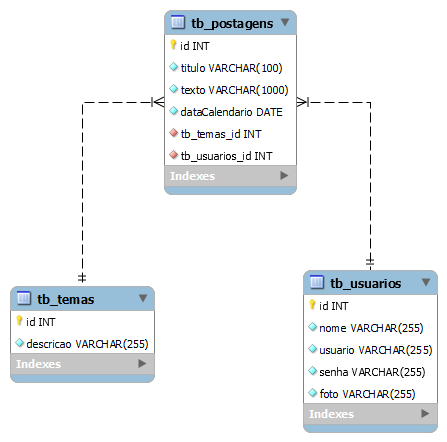 tb_postagens
id INT
titulo VARCHAR(100)
texto VARCHAR(1000)
dataCalendario DATE
tb_temas_id INT
tb_usuarios_id INT
Indexes
tb_temas
id INT
descricao VARCHAR(255)
Indexes
tb_usuarios
id INT
nome VARCHAR(255)
usuario VARCHAR(255)
senha VARCHAR(255)
foto VARCHAR(255)
Indexes